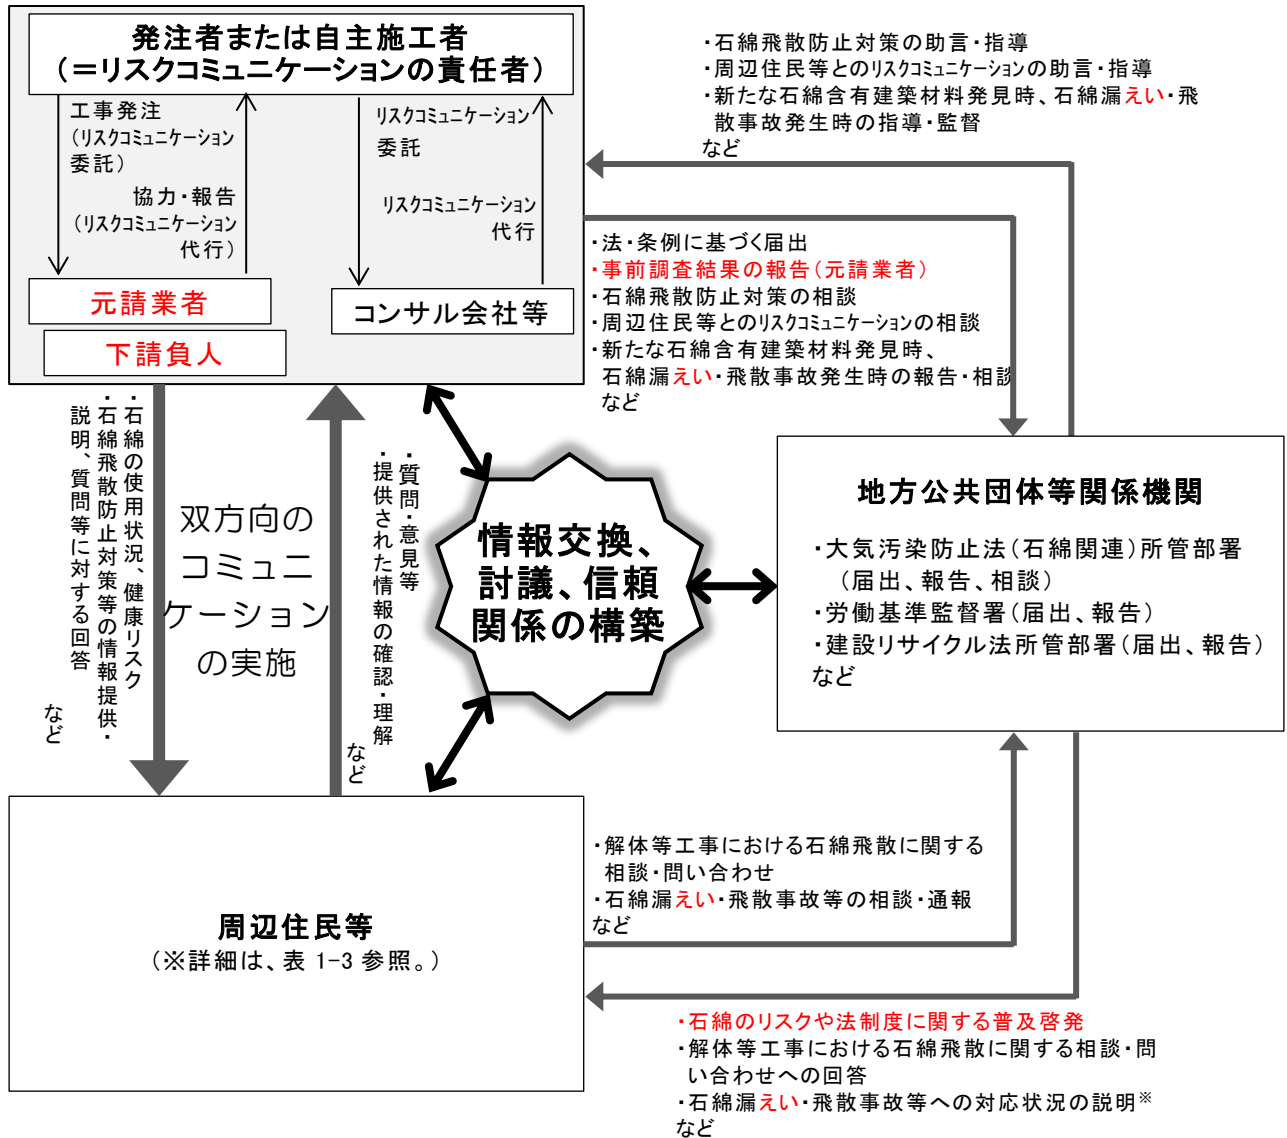 発注者または自主施工者
（＝リスクコミュニケーションの責任者）
工事発注
（リスクコミュニケーション
委託）
協力・報告
（リスクコミュニケーション
代行）
リスクコミュニケーション
委託
リスクコミュニケーション
代行
元請業者
下請負人
コンサル会社等
・石綿飛散防止対策の助言・指導
・周辺住民等とのリスクコミュニケーションの助言・指導
・新たな石綿含有建築材料発見時、石綿漏えい・飛
散事故発生時の指導・監督
など
・法・条例に基づく届出
・事前調査結果の報告（元請業者）
・石綿飛散防止対策の相談
・周辺住民等とのリスクコミュニケーションの相談
・新たな石綿含有建築材料発見時、
石綿漏えい・飛散事故発生時の報告・相談
など
・石綿の使用状況、健康リスク
・石綿飛散防止対策等の情報提供・
説明、質問等に対する回答
など
双方向の
コミュニ
ケーション
の実施
・質問・意見等
・提供された情報の確認・理解
など
情報交換、
討議、信頼
関係の構築
地方公共団体等関係機関
・大気汚染防止法（石綿関連）所管部署
（届出、報告、相談）
・労働基準監督署（届出、報告）
・建設リサイクル法所管部署（届出、報告）
など
周辺住民等
（※詳細は、表 1-3 参照。）
・解体等工事における石綿飛散に関する
相談・問い合わせ
・石綿漏えい・飛散事故等の相談・通報
など
・石綿のリスクや法制度に関する普及啓発
・解体等工事における石綿飛散に関する相談・問
い合わせへの回答
・石綿漏えい・飛散事故等への対応状況の説明※
など